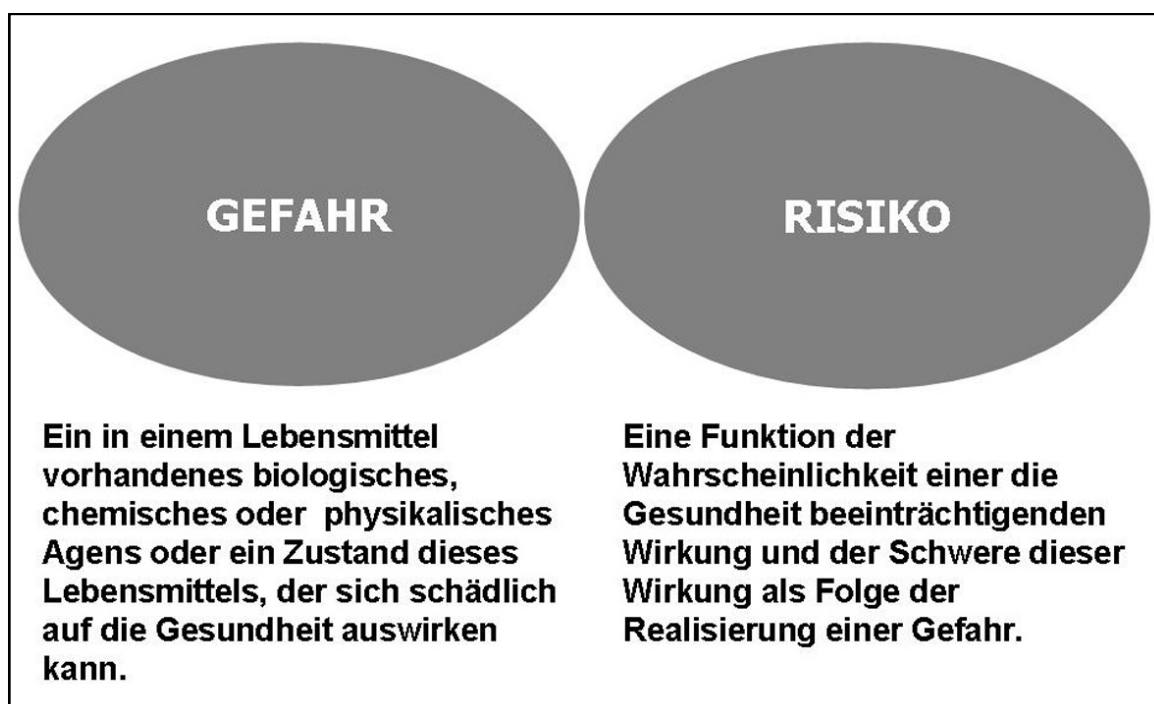 GEFAHR
Ein in einem Lebensmittel
vorhandenes biologisches,
chemisches oder physikalisches
Agens oder ein Zustand dieses
Lebensmittels, der sich schädlich
auf die Gesundheit auswirken
kann.
RISIKO
Eine Funktion der
Wahrscheinlichkeit einer die
Gesundheit beeinträchtigenden
Wirkung und der Schwere dieser
Wirkung als Folge der
Realisierung einer Gefahr.